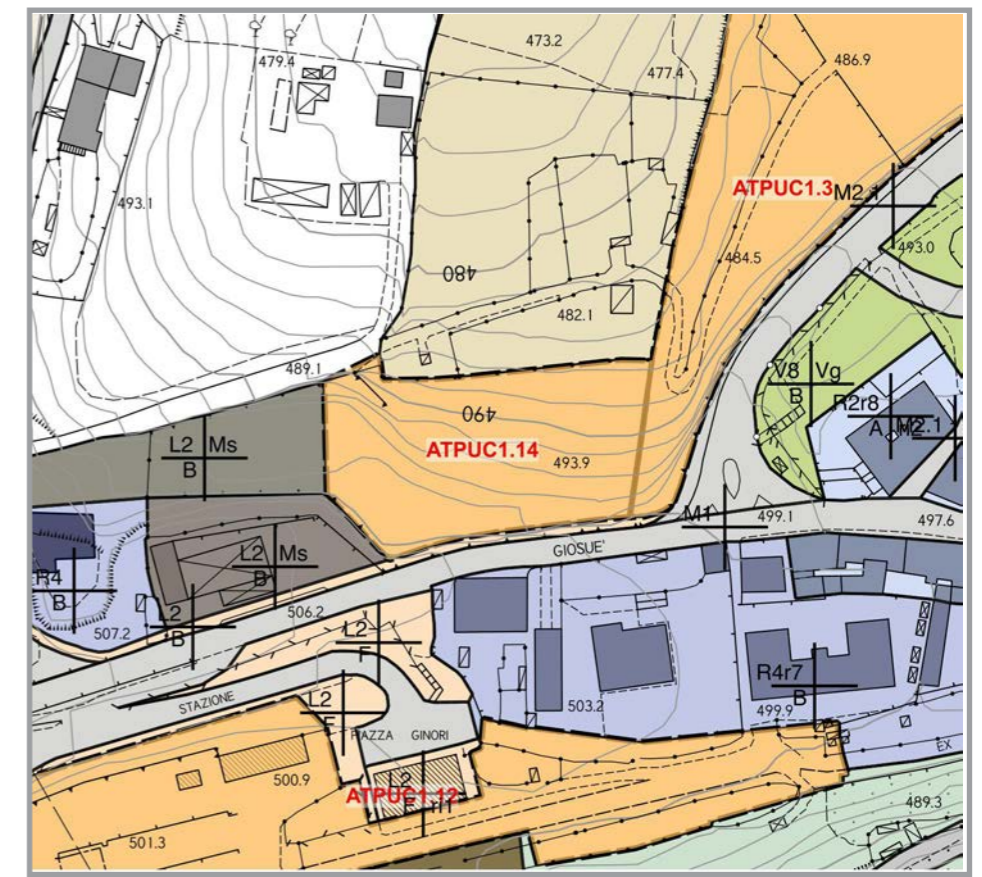 473.2
479.4
477.4
486.9
ATPUC1.3
M2.1
493.1
493.0
484.5
480
482.1
489.1
V8 Vg
B
R2r8
A
M2.1
490
ATPUC1.14
L2 Ms
B
493.9
M1
499.1
497.6
GIOSUE'
L2 Ms
B
R4
B
507.2
L2
B
506.2
L2
F
R4r7
B
503.2
499.9
STAZIONE
L2
F
PIAZZA GINORI
EX
500.9
L2
ATPUC1.12
489.3
501.3